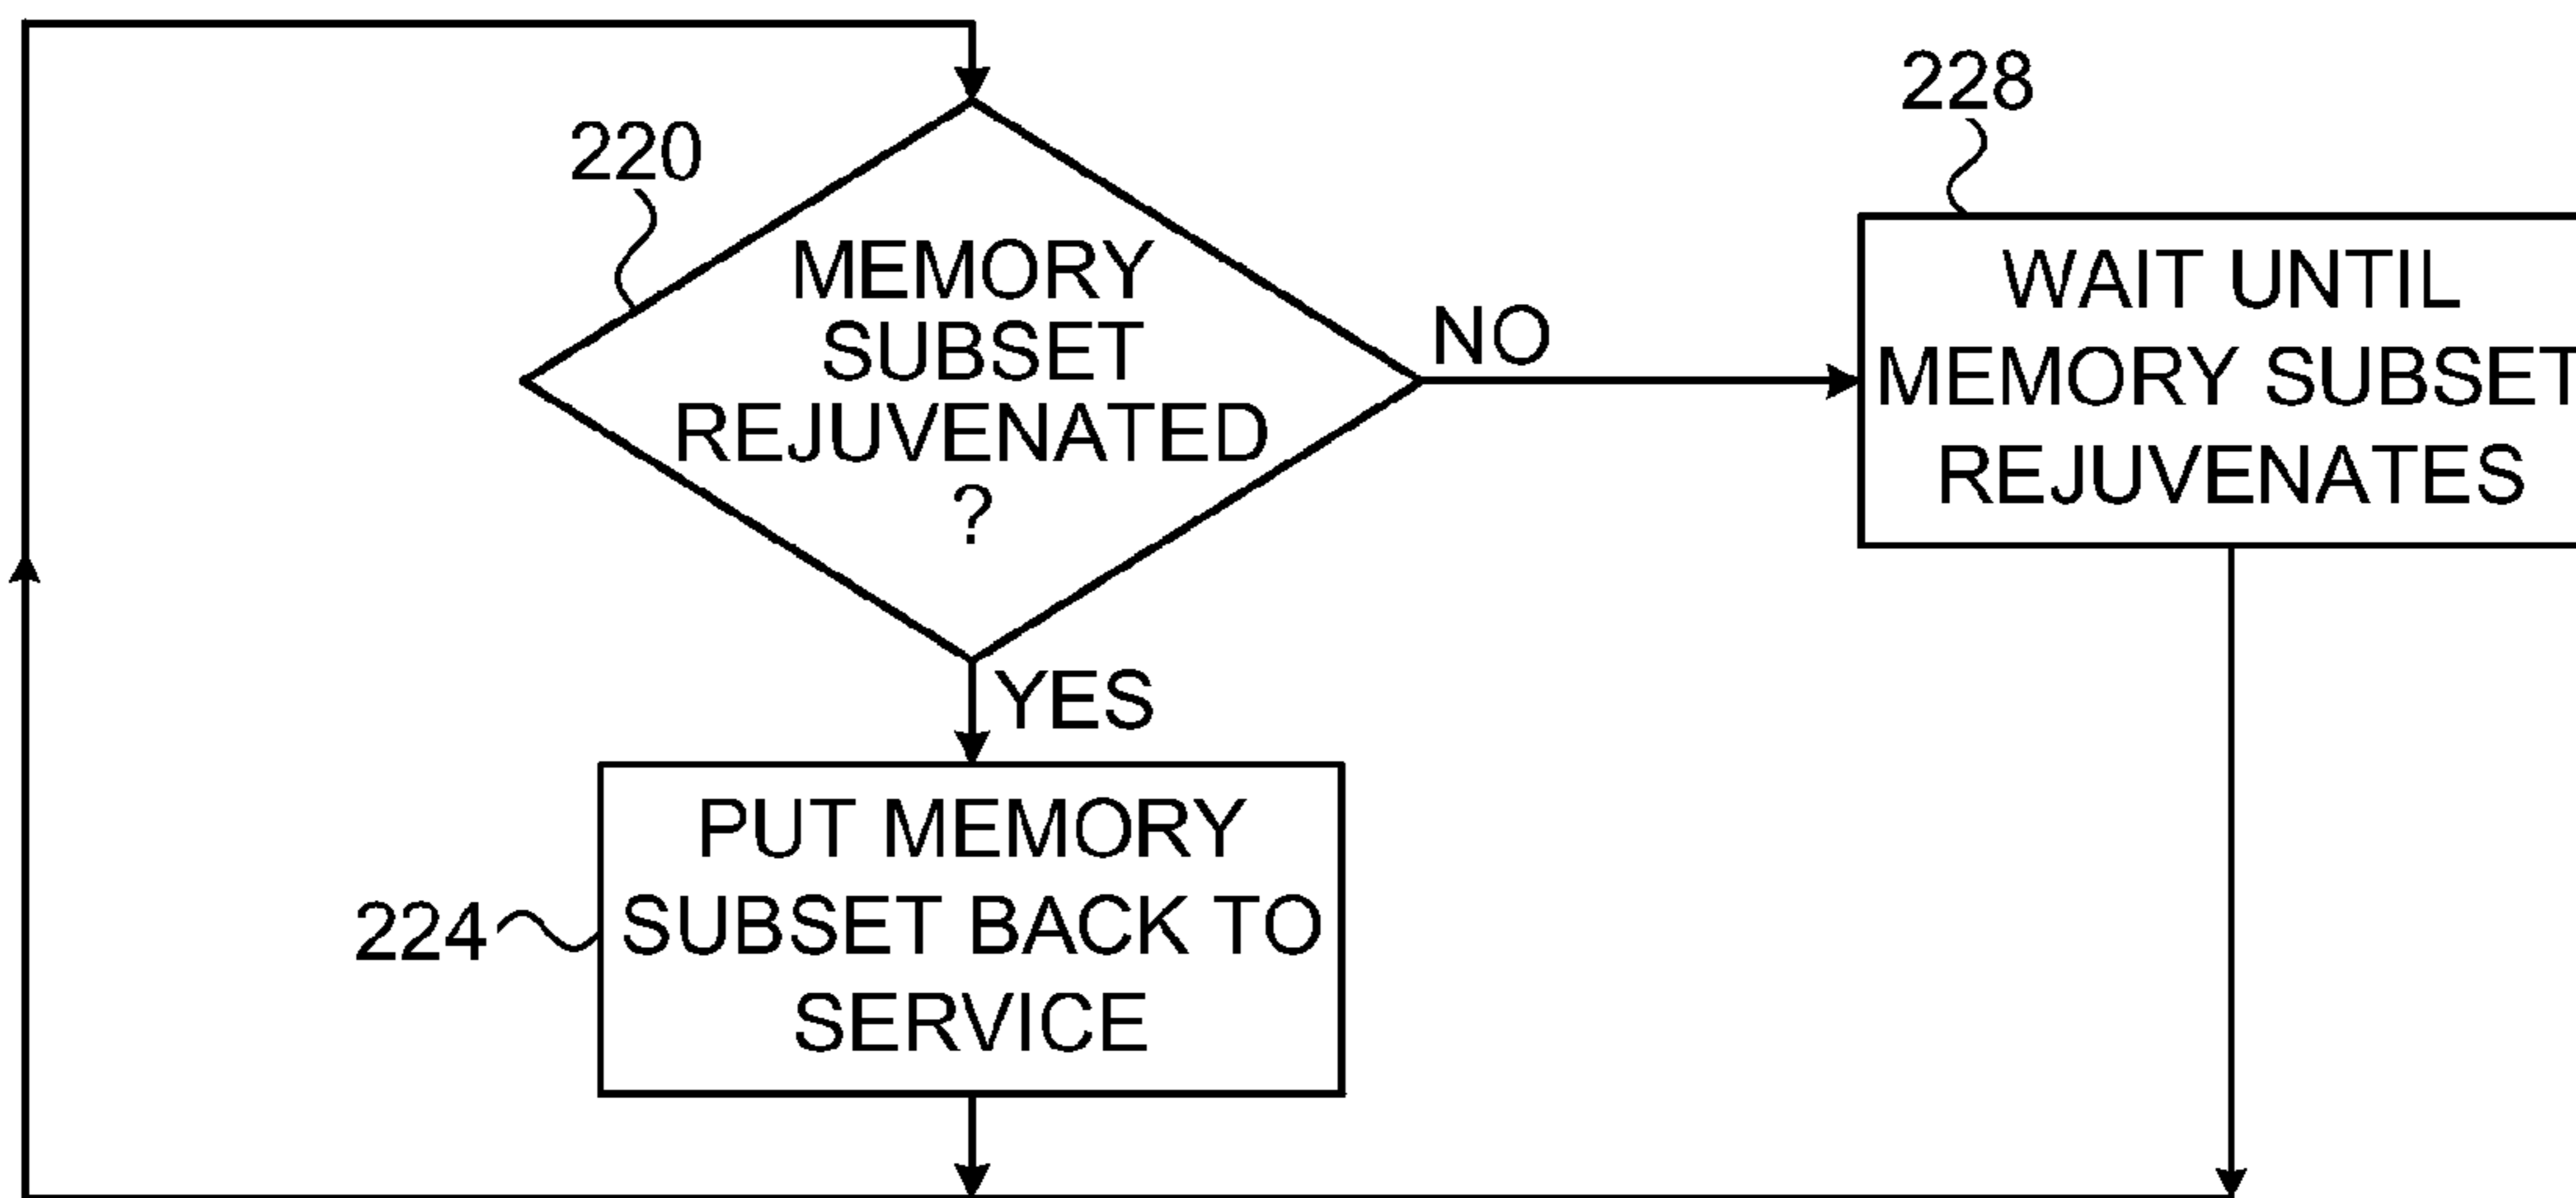 220
MEMORY
SUBSET
REJUVENATED
?
NO
228
WAIT UNTIL
MEMORY SUBSET
REJUVENATES
YES
224
PUT MEMORY
SUBSET BACK TO
SERVICE